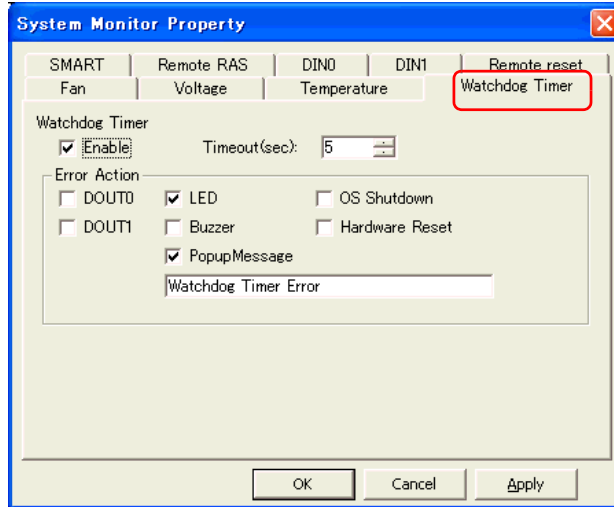 System Monitor Property
SMART Remote RAS DIN0 DIN1 Remote reset
Fan Voltage Temperature Watchdog Timer
Watchdog Timer
Enable Timeout(sec): 5
Error Action
DOUT0 LED OS Shutdown
DOUT1 Buzzer Hardware Reset
PopupMessage
Watchdog Timer Error
OK Cancel Apply